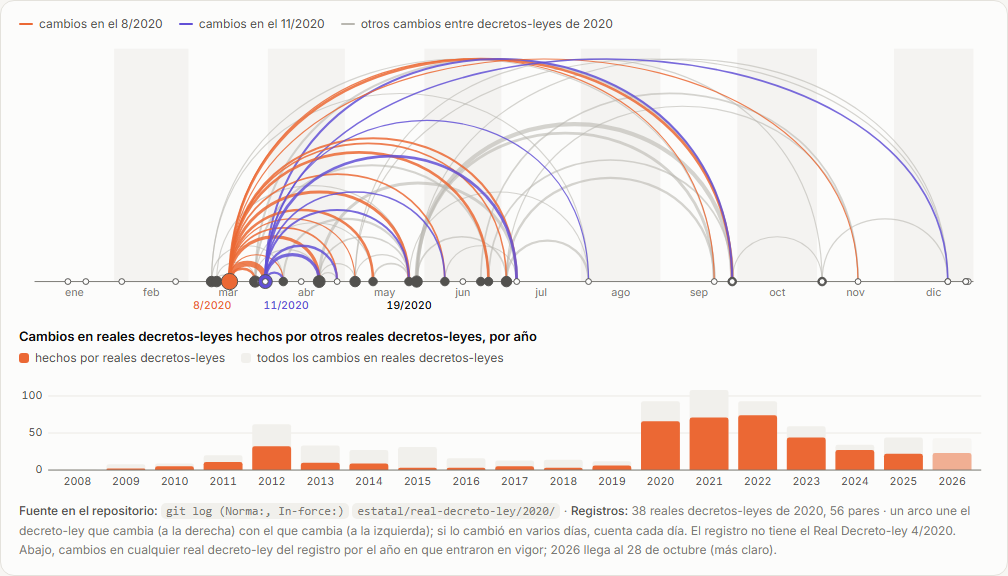 cambios en el 8/2020 cambios en el 11/2020 otros cambios entre decretos-leyes de 2020
ene feb mar abr may jun jul ago sep oct nov dic
8/2020 11/2020 19/2020
Cambios en reales decretos-leyes hechos por otros reales decretos-leyes, por año
hechos por reales decretos-leyes todos los cambios en reales decretos-leyes
100
50
0
2008 2009 2010 2011 2012 2013 2014 2015 2016 2017 2018 2019 2020 2021 2022 2023 2024 2025 2026
Fuente en el repositorio: git log (Norma:, In-force:) estatal/real-decreto-ley/2020/ · Registros: 38 reales decretos-leyes de 2020, 56 pares · un arco une el
decreto-ley que cambia (a la derecha) con el que cambia (a la izquierda); si lo cambió en varios días, cuenta cada día. El registro no tiene el Real Decreto-ley 4/2020.
Abajo, cambios en cualquier real decreto-ley del registro por el año en que entraron en vigor; 2026 llega al 28 de octubre (más claro).